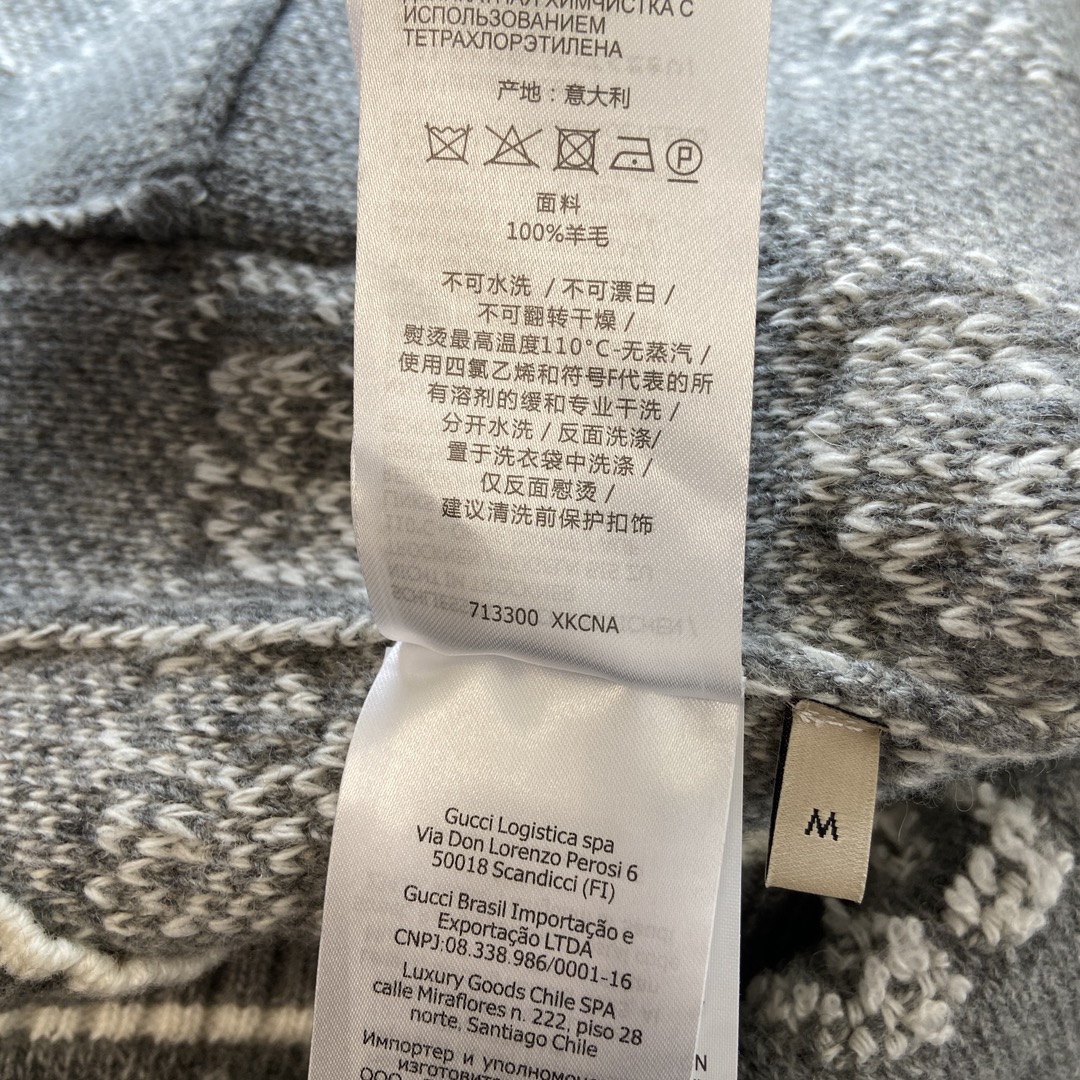 ХИМЧИСТКА С
ИСПОЛЬЗОВАНИЕМ
ТЕТРАХЛОРЭТИЛЕНА
产地：意大利
P
面料
100%羊毛
不可水洗 / 不可漂白 /
不可翻转干燥 /
熨烫最高温度110°C-无蒸汽 /
使用四氯乙烯和符号F代表的所
有溶剂的缓和专业干洗 /
分开水洗 / 反面洗涤/
置于洗衣袋中洗涤 /
仅反面熨烫 /
建议清洗前保护扣饰
713300 XKCNA
M
Gucci Logistica spa
Via Don Lorenzo Perosi 6
50018 Scandicci (FI)
Gucci Brasil Importação e
Exportação LTDA
CNPJ:08.338.986/0001-16
Luxury Goods Chile SPA
calle Miraflores n. 222, piso 28
norte, Santiago Chile
Импортер и
ООО
N